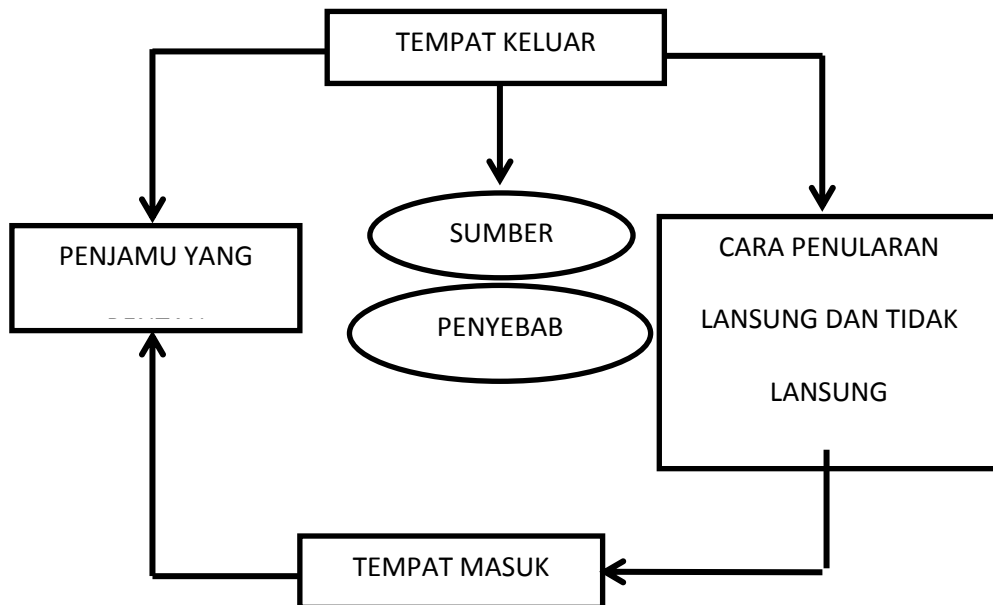 TEMPAT KELUAR
SUMBER
PENYEBAB
PENJAMU YANG
CARA PENULARAN
LANSUNG DAN TIDAK
LANSUNG
TEMPAT MASUK